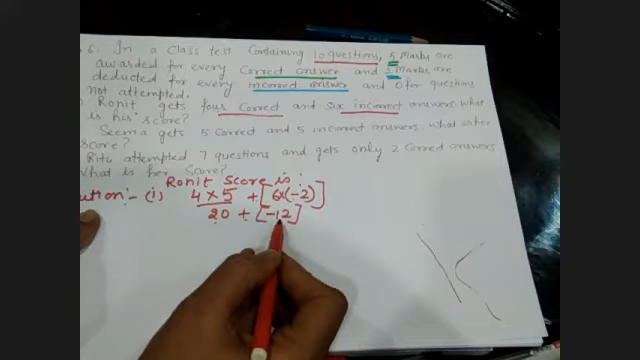 6. In a class test containing 10 questions, 5 Marks are
awarded for every Correct answer and 2 Marks are
deducted for every incorrect answer and 0 for questions
not attempted.
Ronit gets four Correct and six incorrect answers what
is his score?
Seema gets 5 Correct and 5 incorrect answers, what is her
score?
Ritu attempted 7 questions and gets only 2 Correct answers
What is her Score?
Ronit Score is :
ution:- (i) 4 × 5 + [6×(-2)]
20 + [-12]